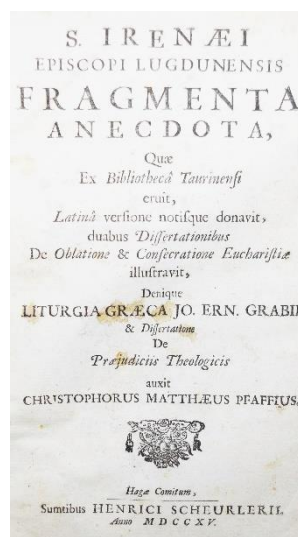 S. IRENÆI
EPISCOPI LUGDUNENSIS
FRAGMENTA
ANECDOTA,
Quæ
Ex Bibliothecâ Taurinensi
eruit,
Latinâ versione notisque donavit,
duabus Dissertationibus
De Oblatione & Consecratione Eucharistiæ
illustravit,
Denique
LITURGIA GRÆCA JO. ERN. GRABII
& Dissertatione
De
Præjudiciis Theologicis
auxit
CHRISTOPHORUS MATTHÆUS PFAFFIUS.
Hagæ Comitum,
Sumtibus HENRICI SCHEURLERII.
Anno MDCCXV.